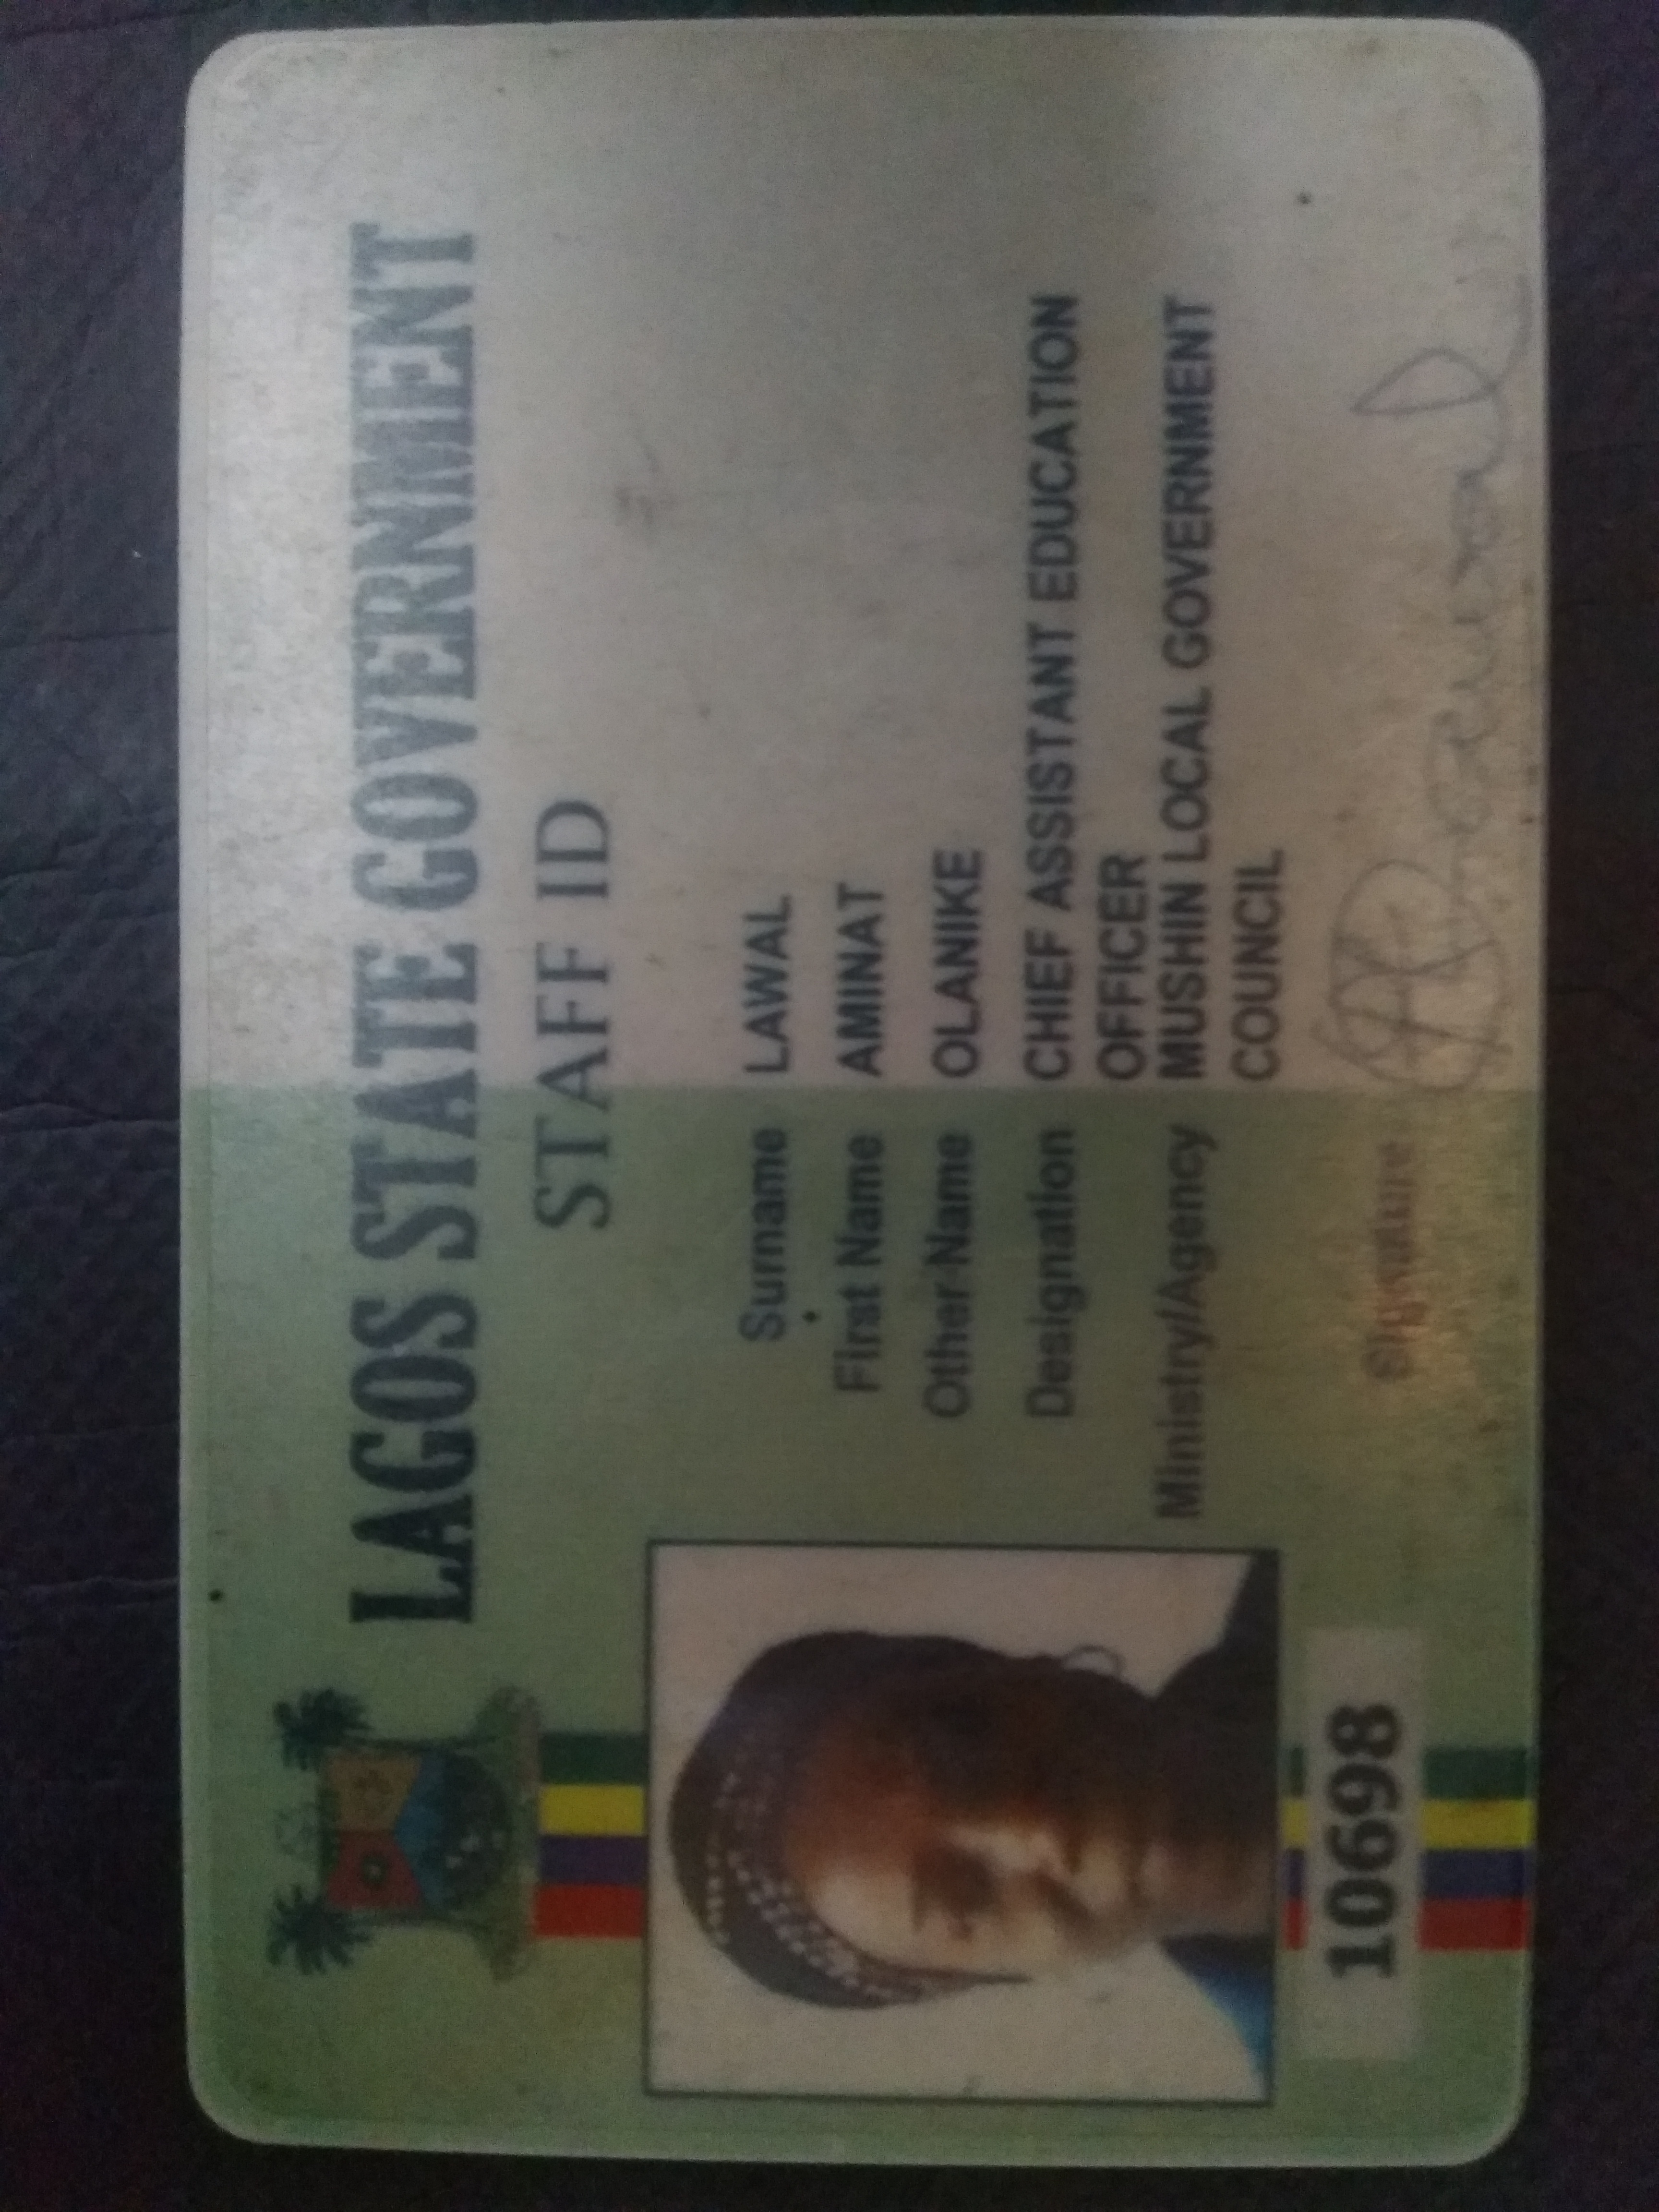 LAGOS STATE GOVERNMENT
STAFF ID
Surname LAWAL
First Name AMINAT
Other Name OLANIKE
Designation CHIEF ASSISTANT EDUCATION
OFFICER
Ministry/Agency MUSHIN LOCAL GOVERNMENT
COUNCIL
Signature Lawal
10698